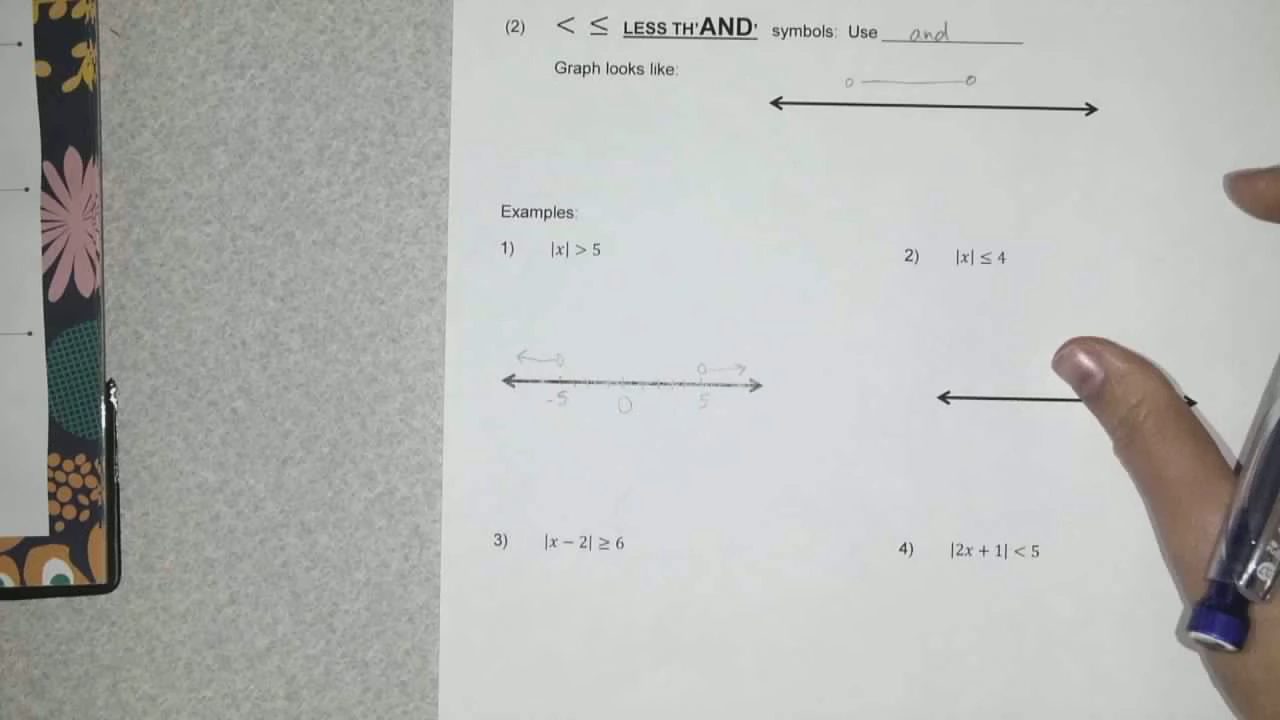 (2) < ≤ LESS TH'AND' symbols: Use and
Graph looks like:
Examples:
1) |x| > 5
2) |x| ≤ 4
-5 0 5
3) |x − 2| ≥ 6
4) |2x + 1| < 5